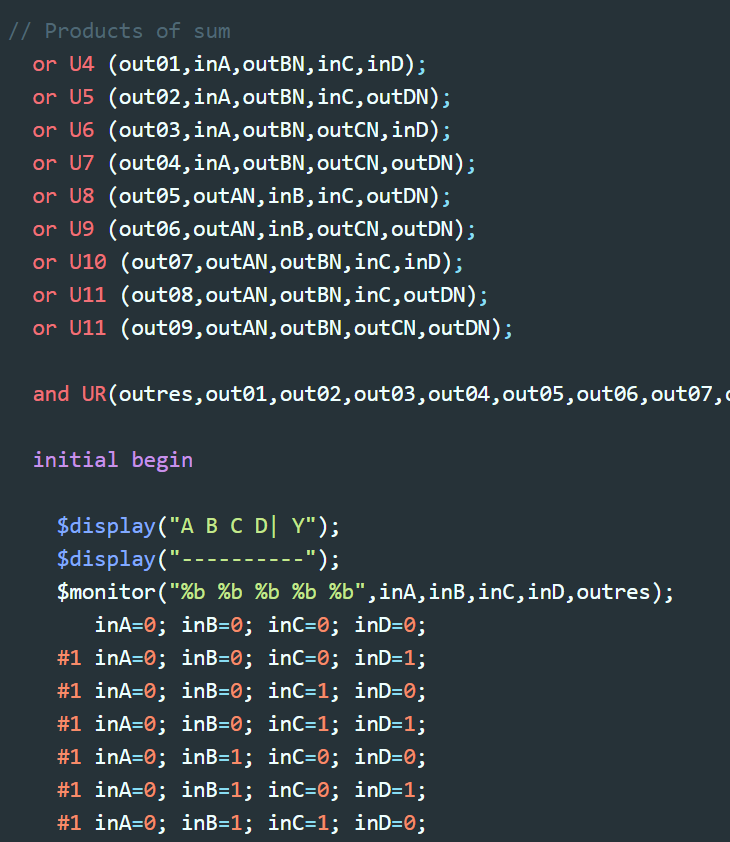 // Products of sum
or U4 (out01,inA,outBN,inC,inD);
or U5 (out02,inA,outBN,inC,outDN);
or U6 (out03,inA,outBN,outCN,inD);
or U7 (out04,inA,outBN,outCN,outDN);
or U8 (out05,outAN,inB,inC,outDN);
or U9 (out06,outAN,inB,outCN,outDN);
or U10 (out07,outAN,outBN,inC,inD);
or U11 (out08,outAN,outBN,inC,outDN);
or U11 (out09,outAN,outBN,outCN,outDN);
and UR(outres,out01,out02,out03,out04,out05,out06,out07,
initial begin
$display("A B C D| Y");
$display("----------");
$monitor("%b %b %b %b %b",inA,inB,inC,inD,outres);
inA=0; inB=0; inC=0; inD=0;
#1 inA=0; inB=0; inC=0; inD=1;
#1 inA=0; inB=0; inC=1; inD=0;
#1 inA=0; inB=0; inC=1; inD=1;
#1 inA=0; inB=1; inC=0; inD=0;
#1 inA=0; inB=1; inC=0; inD=1;
#1 inA=0; inB=1; inC=1; inD=0;